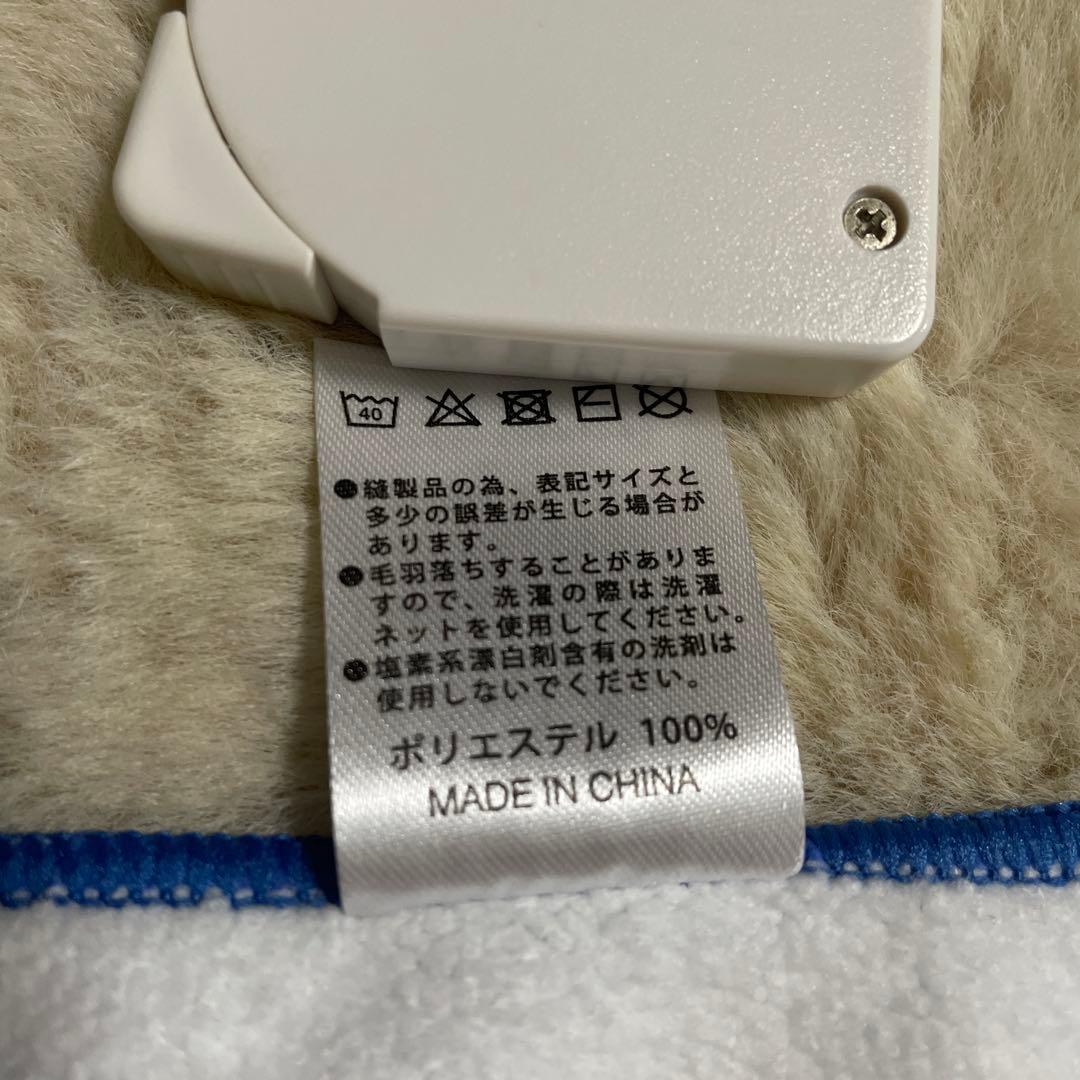 40
●縫製品の為、表記サイズと
多少の誤差が生じる場合が
あります。
●毛羽落ちすることがありま
すので、洗濯の際は洗濯
ネットを使用してください。
●塩素系漂白剤含有の洗剤は
使用しないでください。
ポリエステル 100%
MADE IN CHINA